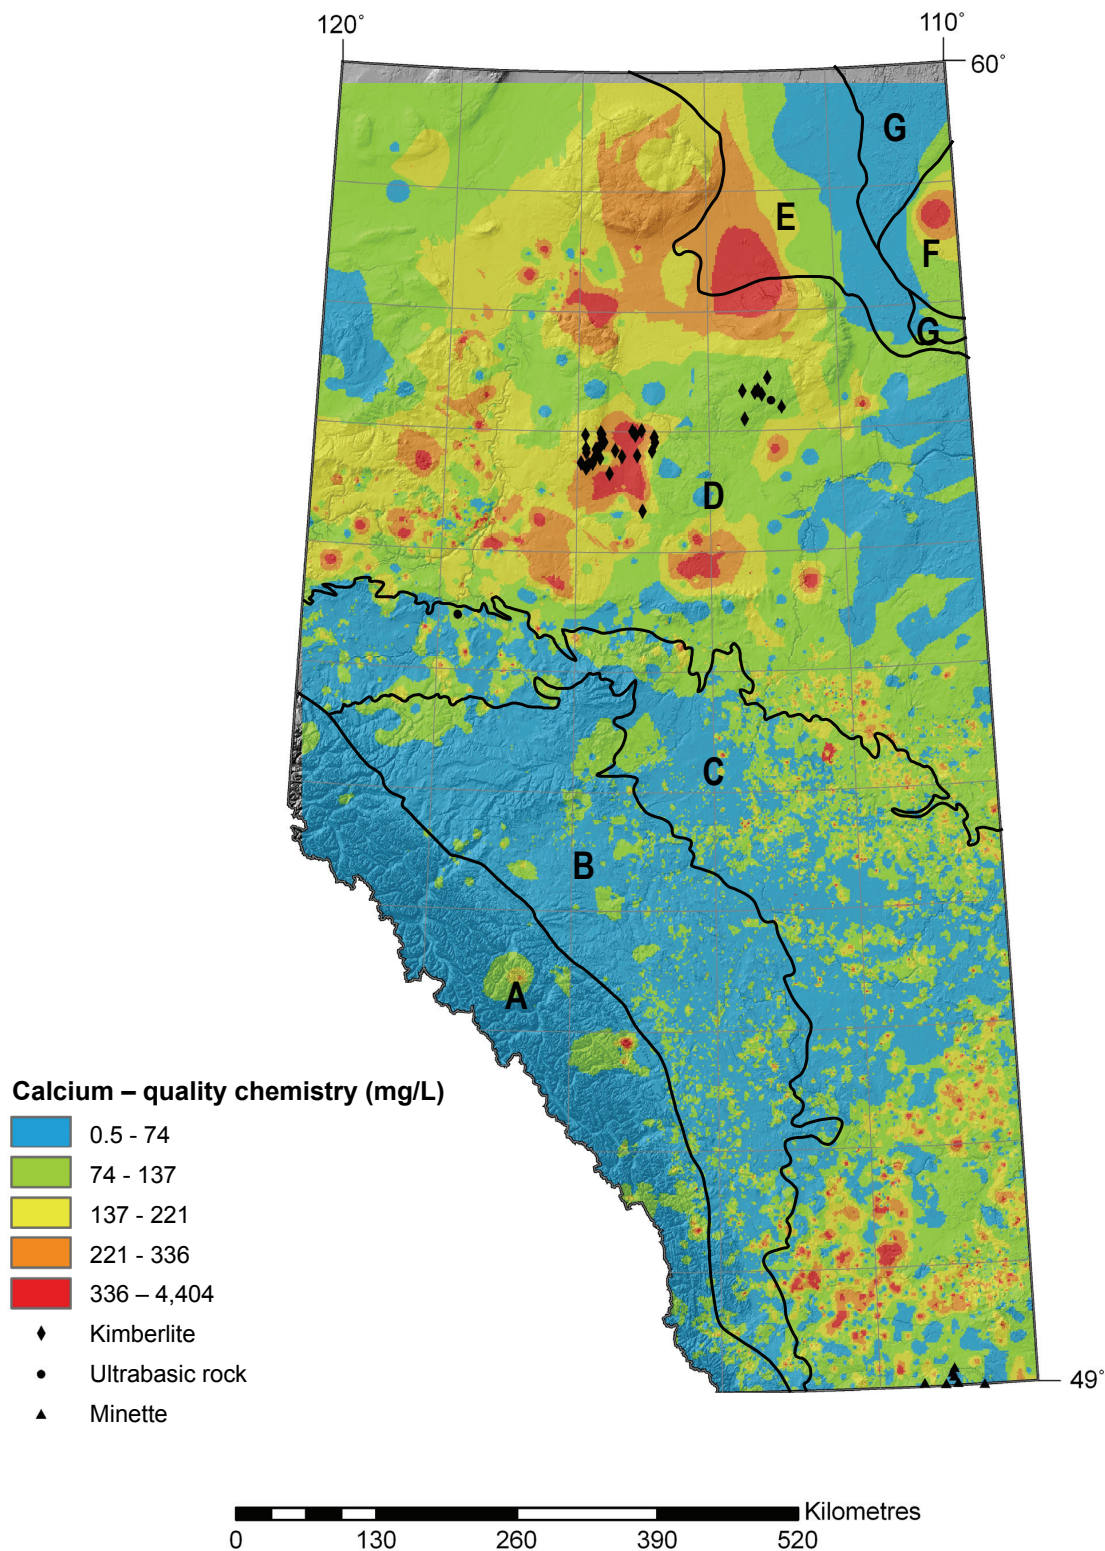 120°
110°
60°
G
E
F
G
D
C
B
A
Calcium – quality chemistry (mg/L)
0.5 - 74
74 - 137
137 - 221
221 - 336
336 – 4,404
Kimberlite
Ultrabasic rock
Minette
49°
Kilometres
0 130 260 390 520